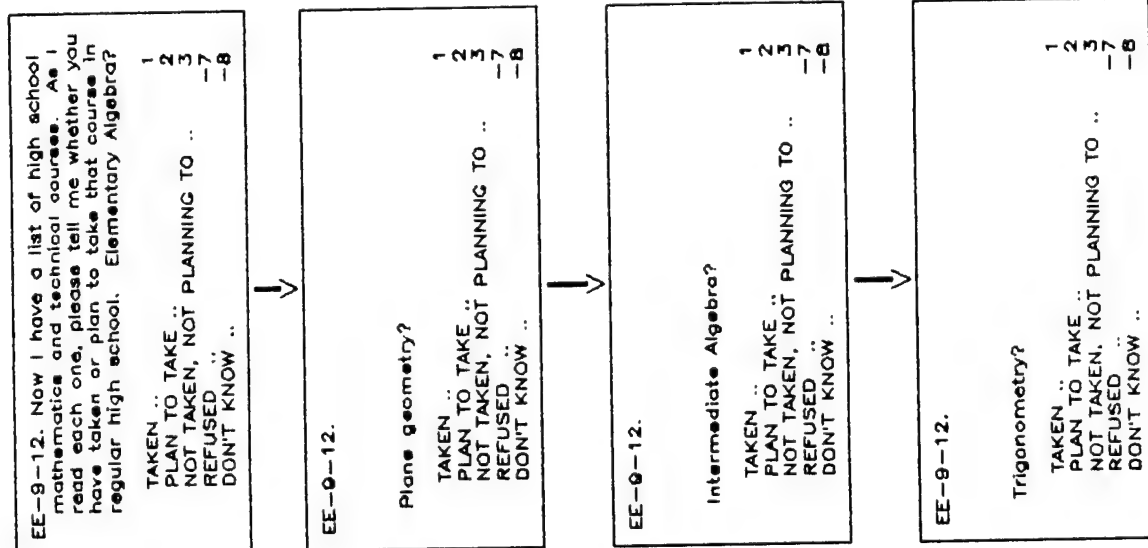 EE-9-12. Now I have a list of high school
mathematics and technical courses. As I
read each one, please tell me whether you
have taken or plan to take that course in
regular high school. Elementary Algebra?
TAKEN .. 1
PLAN TO TAKE .. 2
NOT TAKEN, NOT PLANNING TO .. 3
REFUSED .. -7
DON'T KNOW .. -8
EE-9-12.
Plane geometry?
TAKEN .. 1
PLAN TO TAKE .. 2
NOT TAKEN, NOT PLANNING TO .. 3
REFUSED .. -7
DON'T KNOW .. -8
EE-9-12.
Intermediate Algebra?
TAKEN .. 1
PLAN TO TAKE .. 2
NOT TAKEN, NOT PLANNING TO .. 3
REFUSED .. -7
DON'T KNOW .. -8
EE-9-12.
Trigonometry?
TAKEN .. 1
PLAN TO TAKE .. 2
NOT TAKEN, NOT PLANNING TO .. 3
REFUSED .. -7
DON'T KNOW .. -8